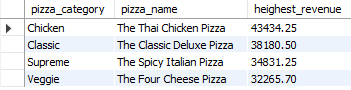 pizza_category pizza_name heighest_revenue
Chicken The Thai Chicken Pizza 43434.25
Classic The Classic Deluxe Pizza 38180.50
Supreme The Spicy Italian Pizza 34831.25
Veggie The Four Cheese Pizza 32265.70